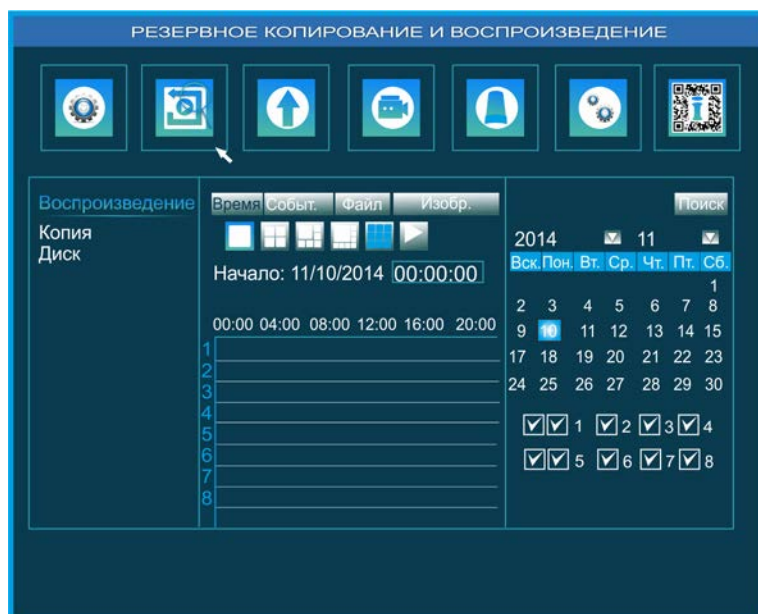 РЕЗЕРВНОЕ КОПИРОВАНИЕ И ВОСПРОИЗВЕДЕНИЕ
Воспроизведение
Копия
Диск
Время Событ. Файл Изобр.
Начало: 11/10/2014 00:00:00
00:00 04:00 08:00 12:00 16:00 20:00
1
2
3
4
5
6
7
8
Поиск
2014 11
Вск. Пон. Вт. Ср. Чт. Пт. Сб.
1
2 3 4 5 6 7 8
9 10 11 12 13 14 15
17 18 19 20 21 22 23
24 25 26 27 28 29 30
1 2 3 4
5 6 7 8